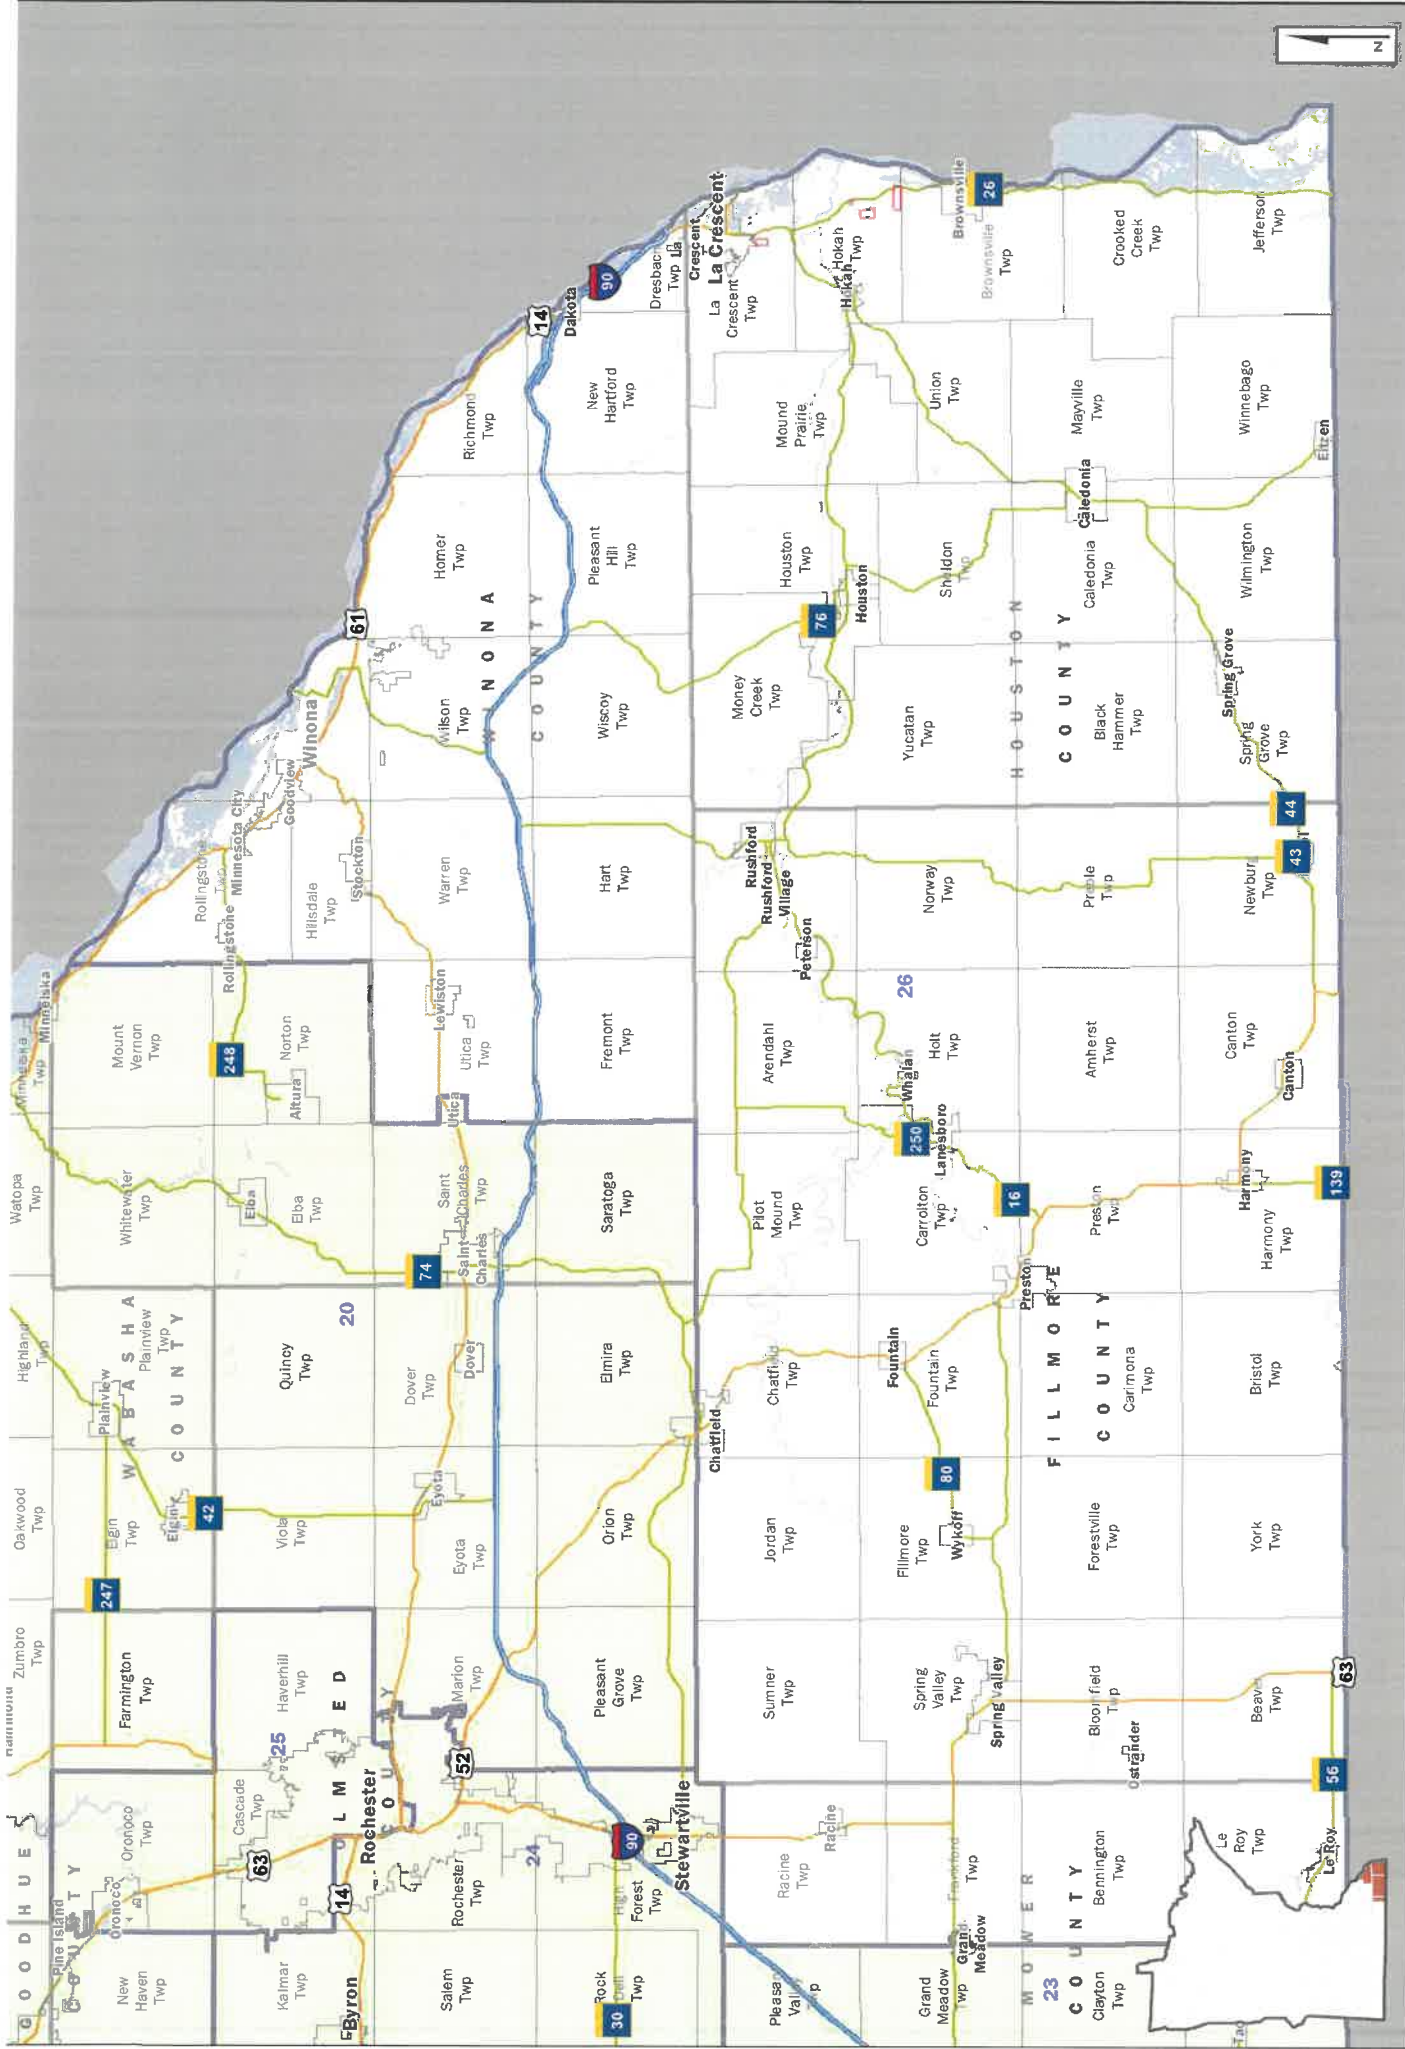 N
GOODHUE
COUNTY
Pine Island
New
Haven
Twp
Oronoco
Oronoco
Twp
Farmington
Twp
Zumbro
Twp
247
Elgin
Twp
Elgin
42
Oakwood
Twp
Highland
Twp
Plainview
Plainview
Twp
WABASHA
COUNTY
Watopa
Twp
Whitewater
Twp
Mount
Vernon
Twp
Minneiska
Twp
Minneiska
Kalmar
Twp
Cascade
Twp
63
Haverhill
Twp
25
OLMSTED
COUNTY
Viola
Twp
Quincy
Twp
20
Elba
Elba
Twp
Altura
Norton
Twp
248
Rollingstone
Rollingstone
Twp
Minnesota City
Hillsdale
Twp
Goodview
Winona
Stockton
61
Byron
14
Rochester
Salem
Twp
Rochester
Twp
52
Marion
Twp
Eyota
Eyota
Twp
Dover
Twp
Dover
74
Saint
Charles
Saint
Charles
Twp
Utica
Utica
Twp
Lewiston
Warren
Twp
Wilson
Twp
WINONA
COUNTY
Homer
Twp
Richmond
Twp
14
Dakota
90
30
Rock
Dell
Twp
24
High
Forest
Twp
90
Stewartville
Pleasant
Grove
Twp
Orion
Twp
Elmira
Twp
Saratoga
Twp
Fremont
Twp
Hart
Twp
Wiscoy
Twp
Pleasant
Hill
Twp
New
Hartford
Twp
Dresbach
Twp
La
Crescent
La Crescent
La
Crescent
Twp
Pleasant
Valley
Twp
Racine
Twp
Racine
Sumner
Twp
Jordan
Twp
Chatfield
Chatfield
Twp
Pilot
Mound
Twp
Arendahl
Twp
Peterson
Rushford
Village
Rushford
Money
Creek
Twp
76
Houston
Twp
Houston
Mound
Prairie
Twp
Hokah
Hokah
Twp
Grand
Meadow
Twp
Grand
Meadow
Frankford
Twp
Spring
Valley
Twp
Spring Valley
Fillmore
Twp
Wykoff
80
Fountain
Fountain
Twp
Carrolton
Twp
250
Lanesboro
Whalan
Holt
Twp
26
Norway
Twp
Yucatan
Twp
Sheldon
Twp
Union
Twp
Brownsville
Brownsville
Twp
26
MOWER
COUNTY
23
Clayton
Twp
Bennington
Twp
Bloomfield
Twp
Ostrander
Forestville
Twp
FILLMORE
COUNTY
Carimona
Twp
Preston
16
Preston
Twp
Amherst
Twp
Preble
Twp
HOUSTON
COUNTY
Black
Hammer
Twp
Caledonia
Twp
Caledonia
Mayville
Twp
Crooked
Creek
Twp
Le
Roy
Twp
Le Roy
56
Beaver
Twp
63
York
Twp
Bristol
Twp
Harmony
Twp
Harmony
139
Canton
Canton
Twp
Newburg
Twp
43
44
Spring
Grove
Twp
Spring Grove
Wilmington
Twp
Winnebago
Twp
Eitzen
Jefferson
Twp